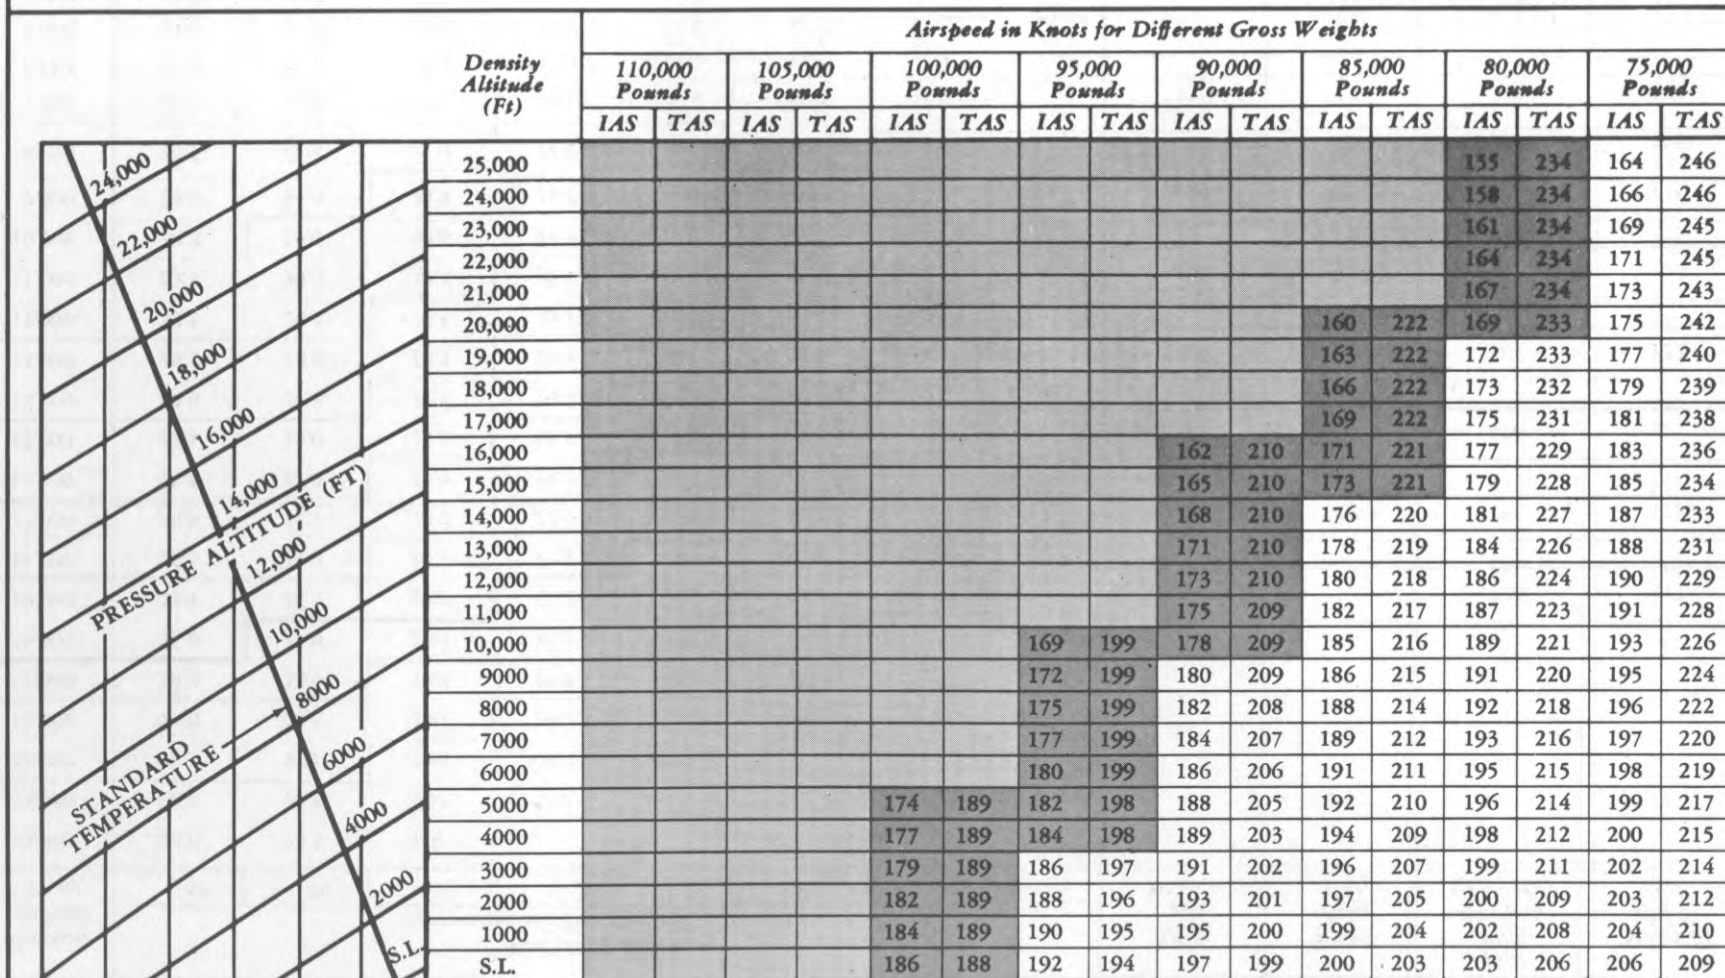 Airspeed in Knots for Different Gross Weights
Density Altitude (Ft) 110,000 Pounds 105,000 Pounds 100,000 Pounds 95,000 Pounds 90,000 Pounds 85,000 Pounds 80,000 Pounds 75,000 Pounds
IAS TAS IAS TAS IAS TAS IAS TAS IAS TAS IAS TAS IAS TAS IAS TAS
25,000 155 234 164 246
24,000 158 234 166 246
23,000 161 234 169 245
22,000 164 234 171 245
21,000 167 234 173 243
20,000 160 222 169 233 175 242
19,000 163 222 172 233 177 240
18,000 166 222 173 232 179 239
17,000 169 222 175 231 181 238
16,000 162 210 171 221 177 229 183 236
15,000 165 210 173 221 179 228 185 234
14,000 168 210 176 220 181 227 187 233
13,000 171 210 178 219 184 226 188 231
12,000 173 210 180 218 186 224 190 229
11,000 175 209 182 217 187 223 191 228
10,000 169 199 178 209 185 216 189 221 193 226
9000 172 199 180 209 186 215 191 220 195 224
8000 175 199 182 208 188 214 192 218 196 222
7000 177 199 184 207 189 212 193 216 197 220
6000 180 199 186 206 191 211 195 215 198 219
5000 174 189 182 198 188 205 192 210 196 214 199 217
4000 177 189 184 198 189 203 194 209 198 212 200 215
3000 179 189 186 197 191 202 196 207 199 211 202 214
2000 182 189 188 196 193 201 197 205 200 209 203 212
1000 184 189 190 195 195 200 199 204 202 208 204 210
S.L. 186 188 192 194 197 199 200 203 203 206 206 209
24,000
22,000
20,000
18,000
16,000
14,000
PRESSURE ALTITUDE (FT)
12,000
10,000
8000
STANDARD
TEMPERATURE
6000
4000
2000
S.L.